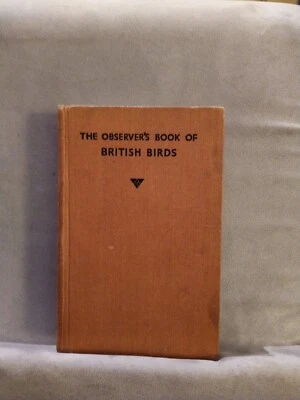 THE OBSERVER'S BOOK OF
BRITISH BIRDS